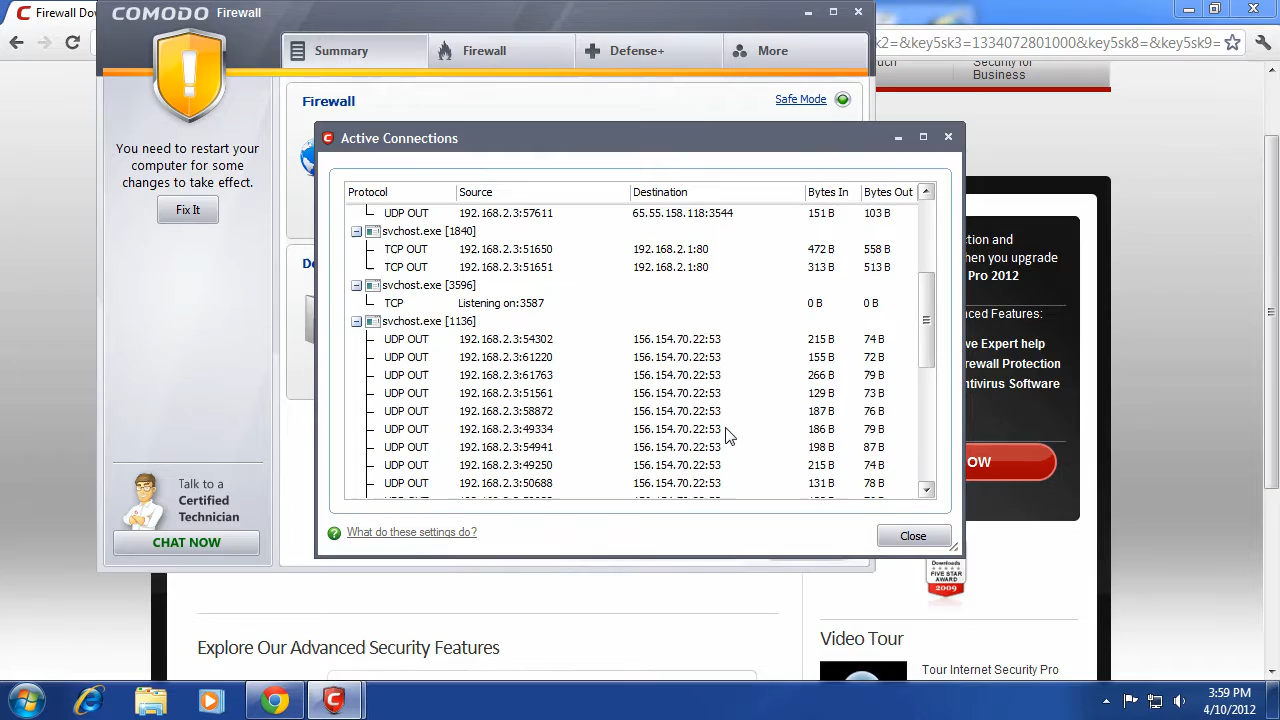 Firewall Dow
COMODO Firewall
Summary
Firewall
Defense+
More
k2=&key5sk3=1334072801000&key5sk8=&key5sk9=
Security for
Business
Firewall
Safe Mode
You need to restart your
computer for some
changes to take effect.
Fix It
Active Connections
Protocol Source Destination Bytes In Bytes Out
UDP OUT 192.168.2.3:57611 65.55.158.118:3544 151 B 103 B
svchost.exe [1840]
TCP OUT 192.168.2.3:51650 192.168.2.1:80 472 B 558 B
TCP OUT 192.168.2.3:51651 192.168.2.1:80 313 B 513 B
svchost.exe [3596]
TCP Listening on:3587 0 B 0 B
svchost.exe [1136]
UDP OUT 192.168.2.3:54302 156.154.70.22:53 215 B 74 B
UDP OUT 192.168.2.3:61220 156.154.70.22:53 155 B 72 B
UDP OUT 192.168.2.3:61763 156.154.70.22:53 266 B 79 B
UDP OUT 192.168.2.3:51561 156.154.70.22:53 129 B 73 B
UDP OUT 192.168.2.3:58872 156.154.70.22:53 187 B 76 B
UDP OUT 192.168.2.3:49334 156.154.70.22:53 186 B 79 B
UDP OUT 192.168.2.3:54941 156.154.70.22:53 198 B 87 B
UDP OUT 192.168.2.3:49250 156.154.70.22:53 215 B 74 B
UDP OUT 192.168.2.3:50688 156.154.70.22:53 131 B 78 B
What do these settings do?
Close
Talk to a
Certified
Technician
CHAT NOW
ction and
hen you upgrade
Pro 2012
ced Features:
ve Expert help
rewall Protection
Antivirus Software
OW
Downloads
FIVE STAR
AWARD
2009
Explore Our Advanced Security Features
Video Tour
Tour Internet Security Pro
3:59 PM
4/10/2012